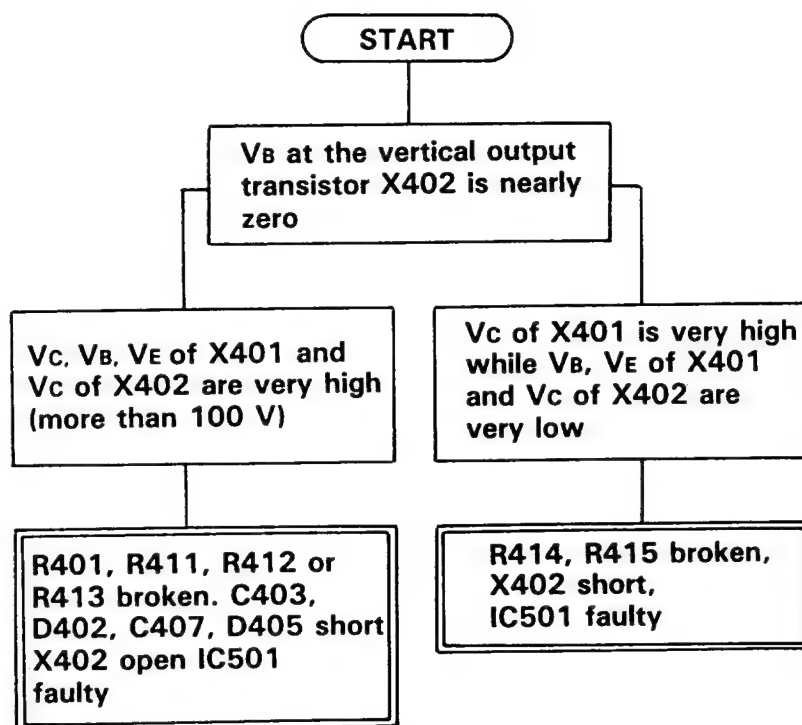 START
VB at the vertical output
transistor X402 is nearly
zero
VC, VB, VE of X401 and
VC of X402 are very high
(more than 100 V)
VC of X401 is very high
while VB, VE of X401
and VC of X402 are
very low
R401, R411, R412 or
R413 broken. C403,
D402, C407, D405 short
X402 open IC501
faulty
R414, R415 broken,
X402 short,
IC501 faulty